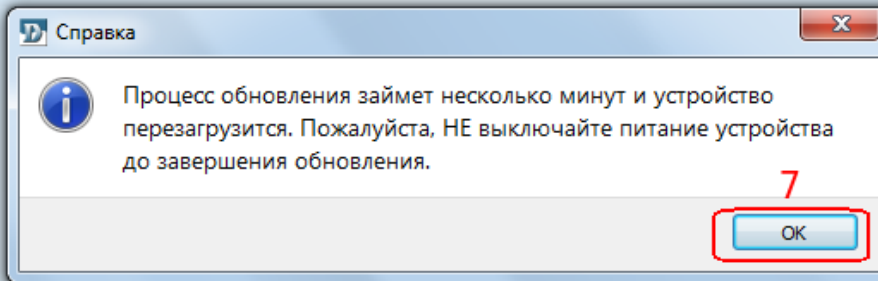 Справка
Процесс обновления займет несколько минут и устройство
перезагрузится. Пожалуйста, НЕ выключайте питание устройства
до завершения обновления.
7
OK